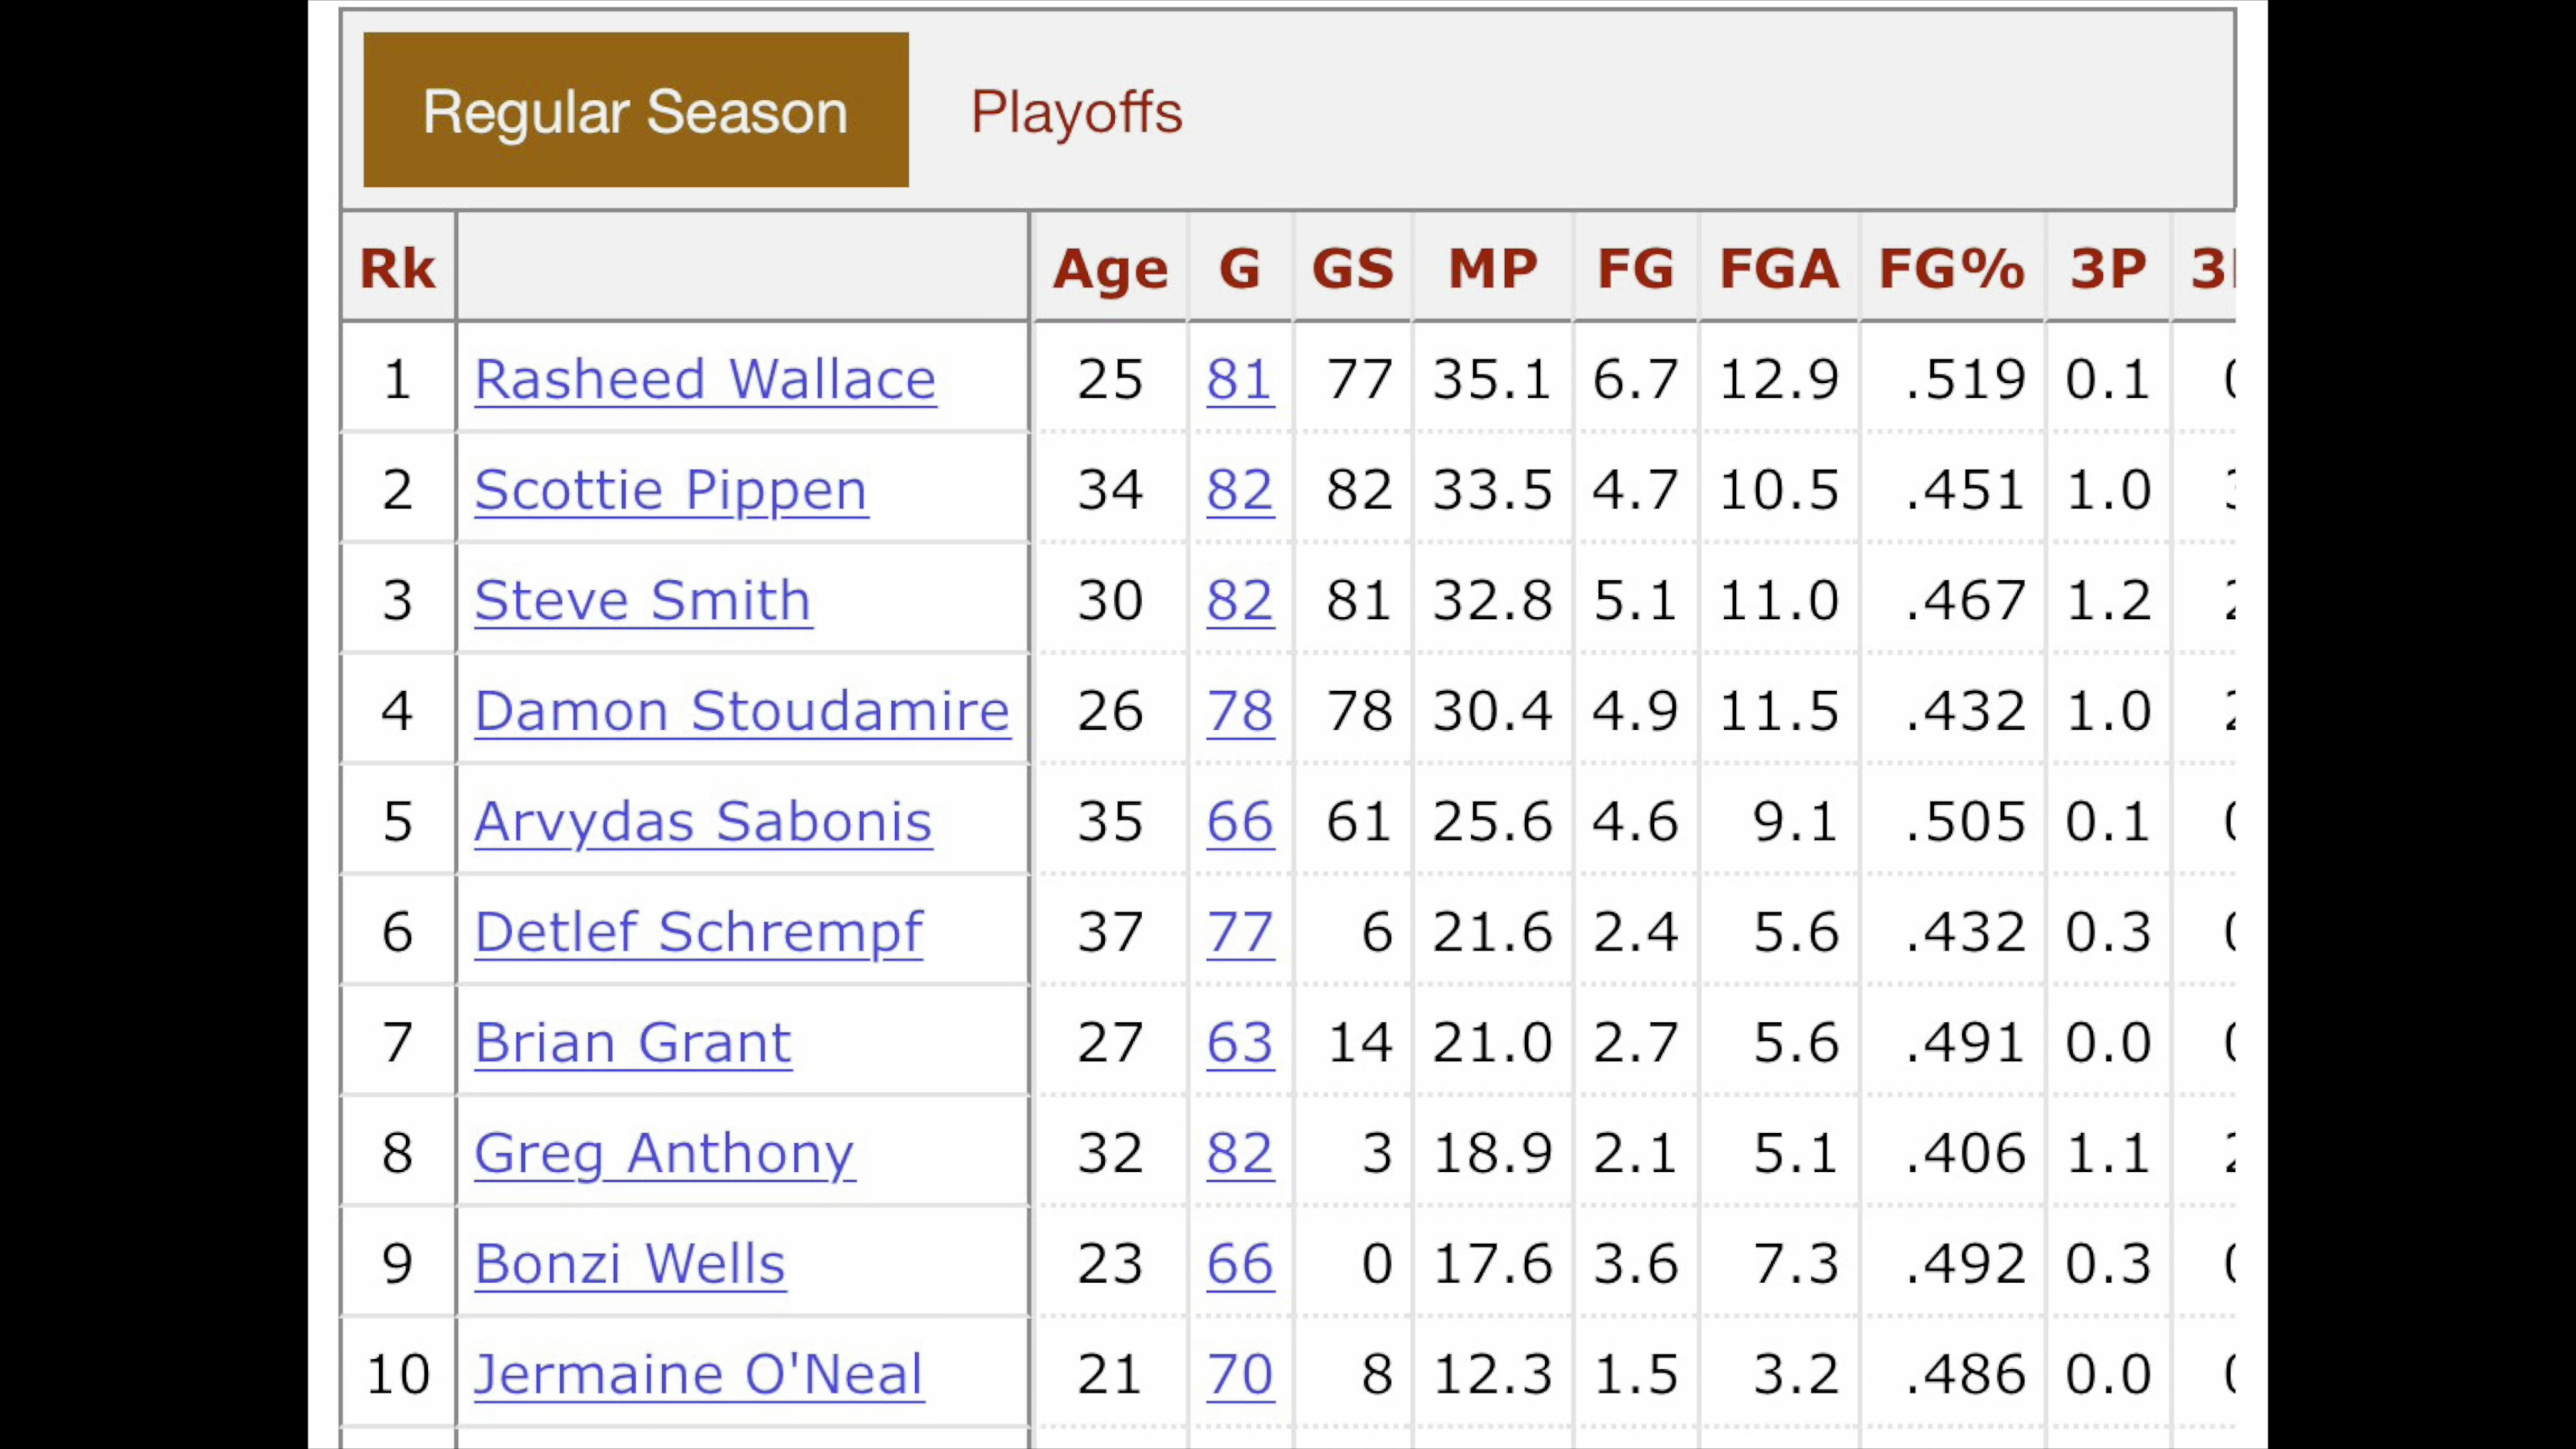 Regular Season Playoffs
Rk Age G GS MP FG FGA FG% 3P
1 Rasheed Wallace 25 81 77 35.1 6.7 12.9 .519 0.1
2 Scottie Pippen 34 82 82 33.5 4.7 10.5 .451 1.0
3 Steve Smith 30 82 81 32.8 5.1 11.0 .467 1.2
4 Damon Stoudamire 26 78 78 30.4 4.9 11.5 .432 1.0
5 Arvydas Sabonis 35 66 61 25.6 4.6 9.1 .505 0.1
6 Detlef Schrempf 37 77 6 21.6 2.4 5.6 .432 0.3
7 Brian Grant 27 63 14 21.0 2.7 5.6 .491 0.0
8 Greg Anthony 32 82 3 18.9 2.1 5.1 .406 1.1
9 Bonzi Wells 23 66 0 17.6 3.6 7.3 .492 0.3
10 Jermaine O'Neal 21 70 8 12.3 1.5 3.2 .486 0.0